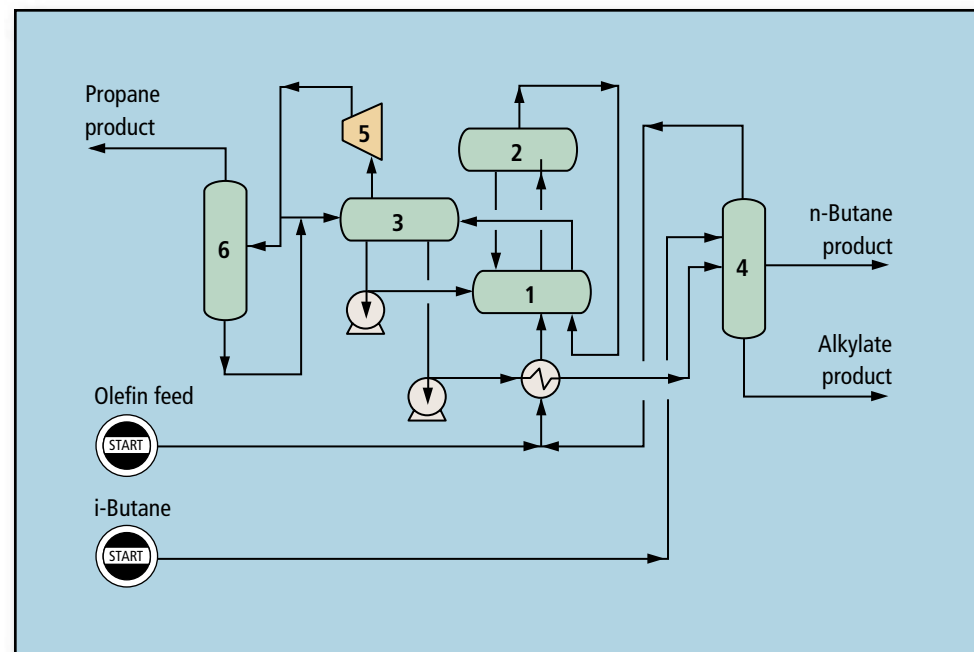 Propane
product
5
2
3
6
1
4
n-Butane
product
Alkylate
product
Olefin feed
START
i-Butane
START